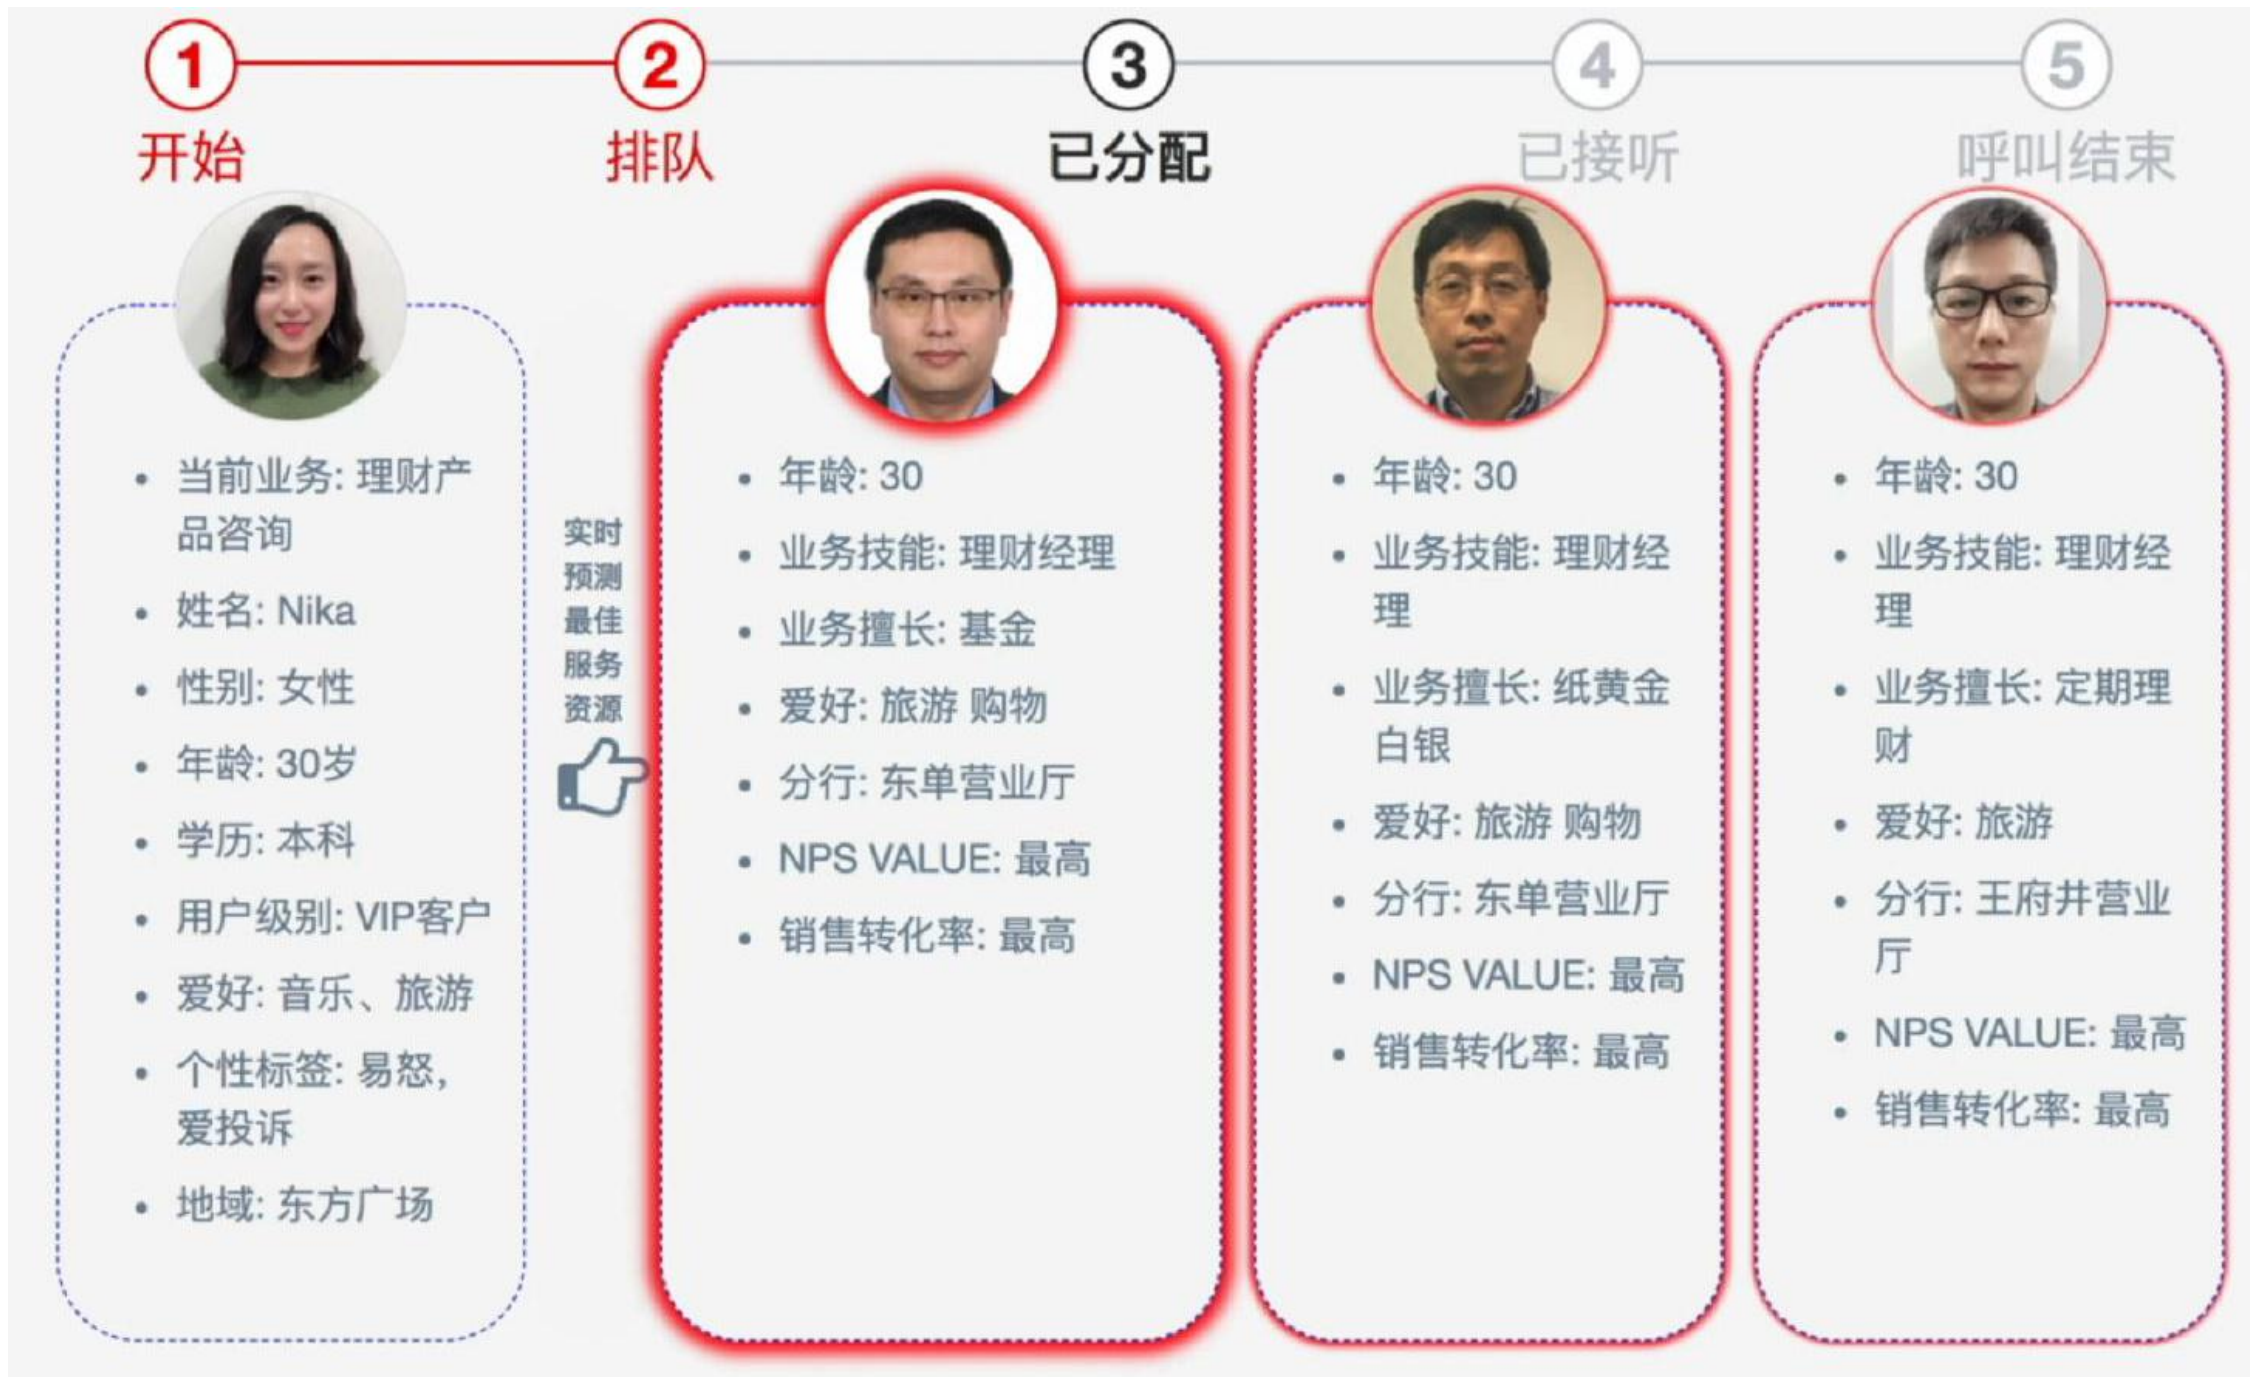 1
2
3
4
5
开始
排队
已分配
已接听
呼叫结束
• 当前业务: 理财产
品咨询
• 姓名: Nika
• 性别: 女性
• 年龄: 30岁
• 学历: 本科
• 用户级别: VIP客户
• 爱好: 音乐、旅游
• 个性标签: 易怒,
爱投诉
• 地域: 东方广场
实时
预测
最佳
服务
资源
• 年龄: 30
• 业务技能: 理财经理
• 业务擅长: 基金
• 爱好: 旅游 购物
• 分行: 东单营业厅
• NPS VALUE: 最高
• 销售转化率: 最高
• 年龄: 30
• 业务技能: 理财经
理
• 业务擅长: 纸黄金
白银
• 爱好: 旅游 购物
• 分行: 东单营业厅
• NPS VALUE: 最高
• 销售转化率: 最高
• 年龄: 30
• 业务技能: 理财经
理
• 业务擅长: 定期理
财
• 爱好: 旅游
• 分行: 王府井营业
厅
• NPS VALUE: 最高
• 销售转化率: 最高